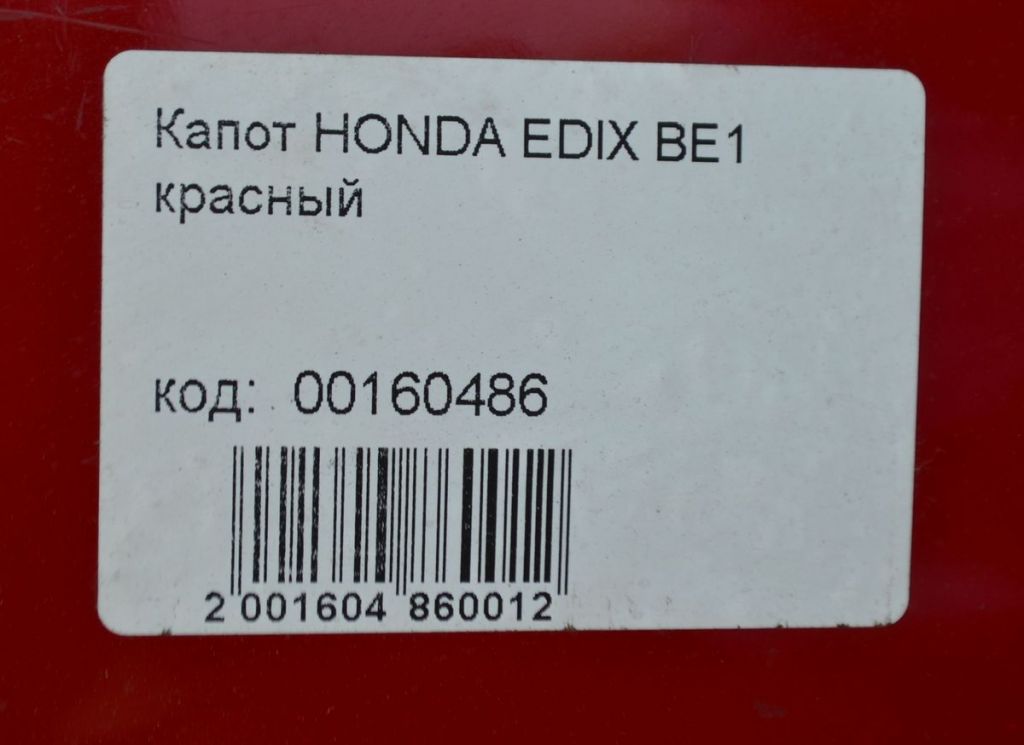 Капот HONDA EDIX BE1
красный
код: 00160486
2 001604 860012